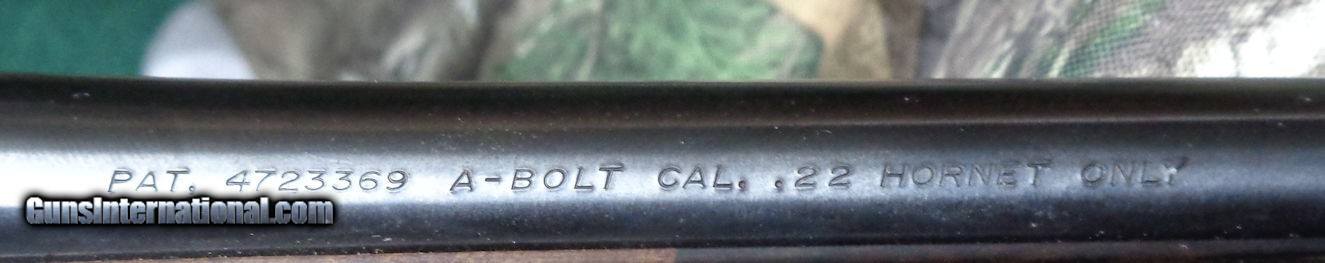 PAT. 4723369 A-BOLT CAL. .22 HORNET ONLY
GunsInternational.com